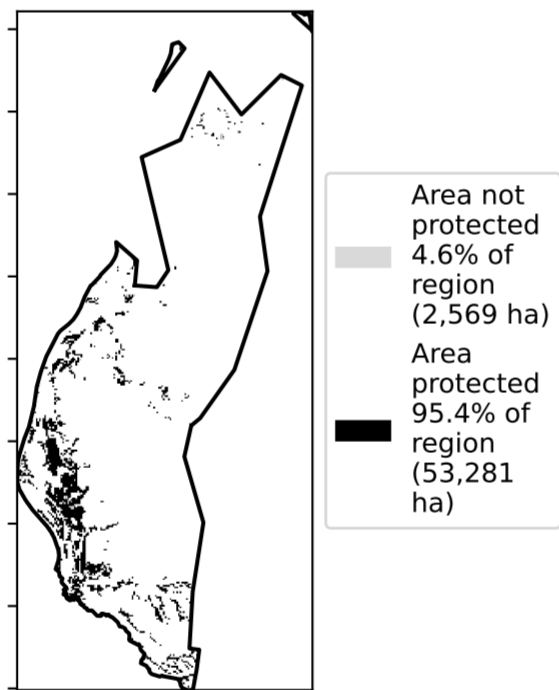 Area not
protected
4.6% of
region
(2,569 ha)
Area
protected
95.4% of
region
(53,281
ha)